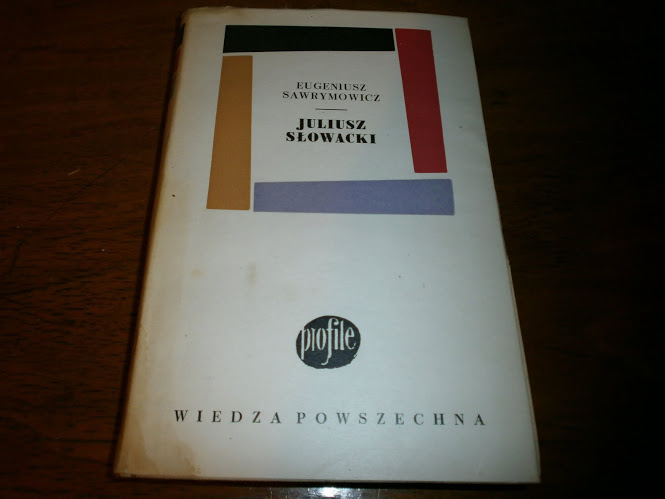 EUGENIUSZ
SAWRYMOWICZ
JULIUSZ
SŁOWACKI
profile
WIEDZA POWSZECHNA